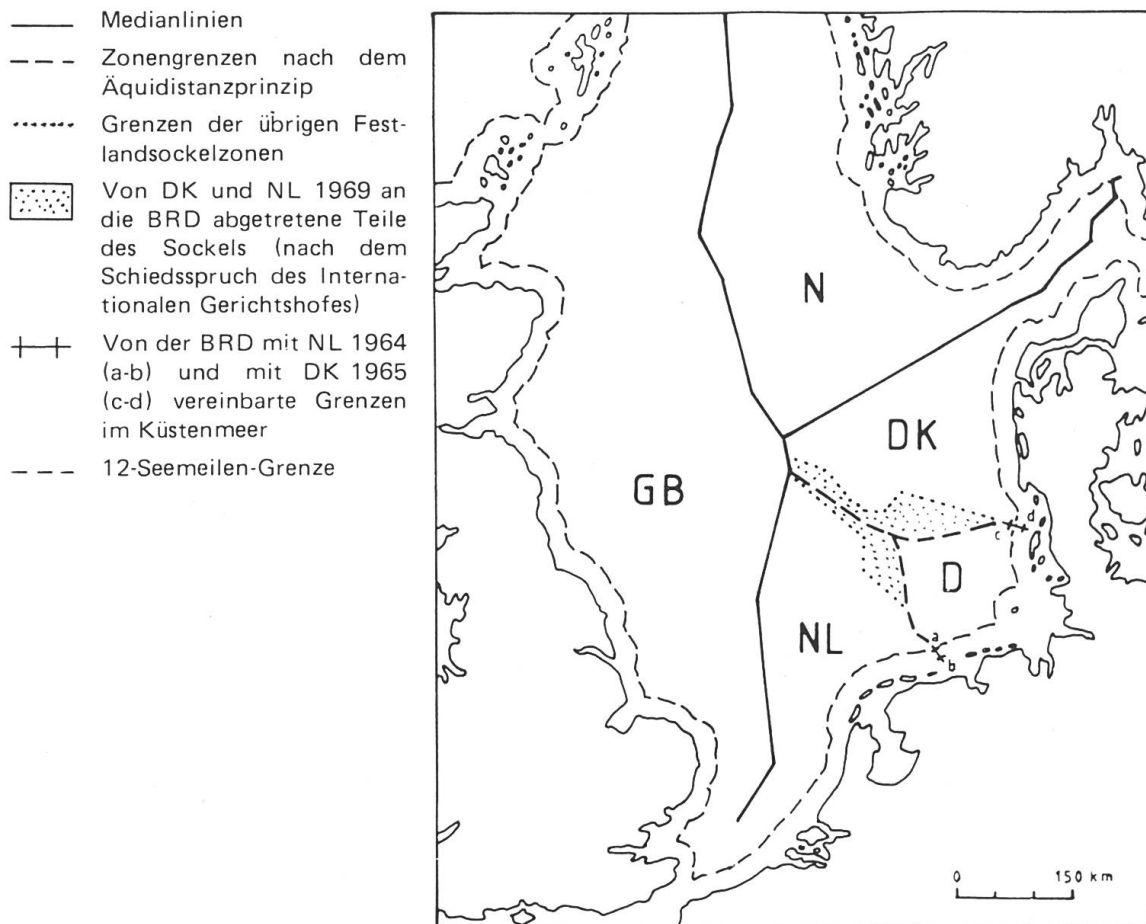 Medianlinien
Zonengrenzen nach dem
Äquidistanzprinzip
Grenzen der übrigen Fest-
landsockelzonen
Von DK und NL 1969 an
die BRD abgetretene Teile
des Sockels (nach dem
Schiedsspruch des Interna-
tionalen Gerichtshofes)
Von der BRD mit NL 1964
(a-b) und mit DK 1965
(c-d) vereinbarte Grenzen
im Küstenmeer
12-Seemeilen-Grenze
N
DK
GB
d
c
D
NL
a
b
0 150 km